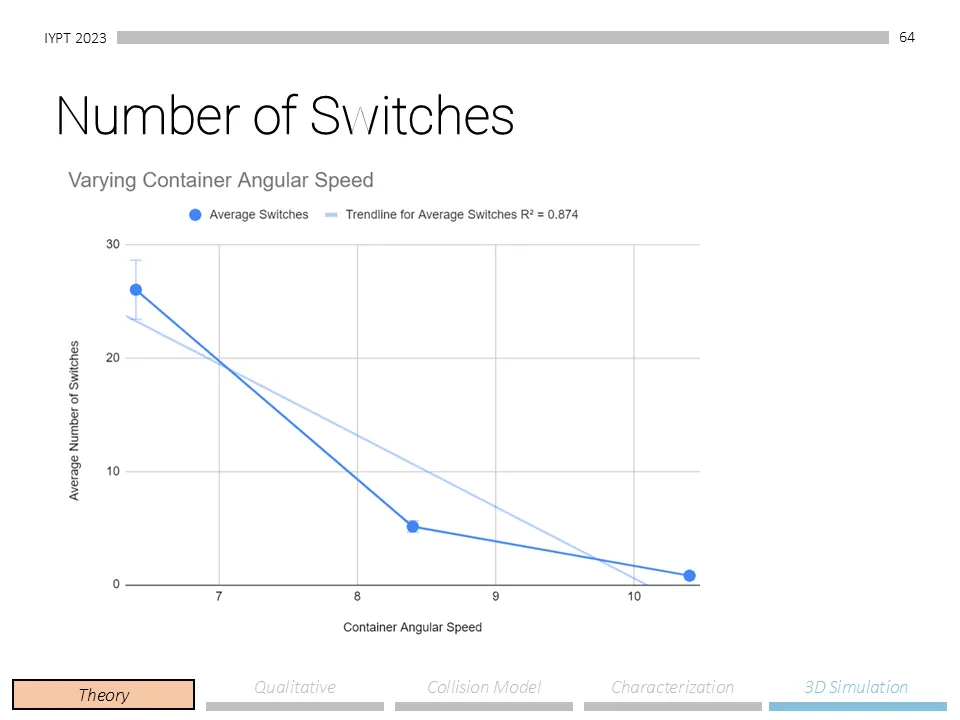 IYPT 2023
64
Number of Switches
Varying Container Angular Speed
Average Switches
Trendline for Average Switches R² = 0.874
30
20
10
0
Average Number of Switches
7
8
9
10
Container Angular Speed
Theory
Qualitative
Collision Model
Characterization
3D Simulation